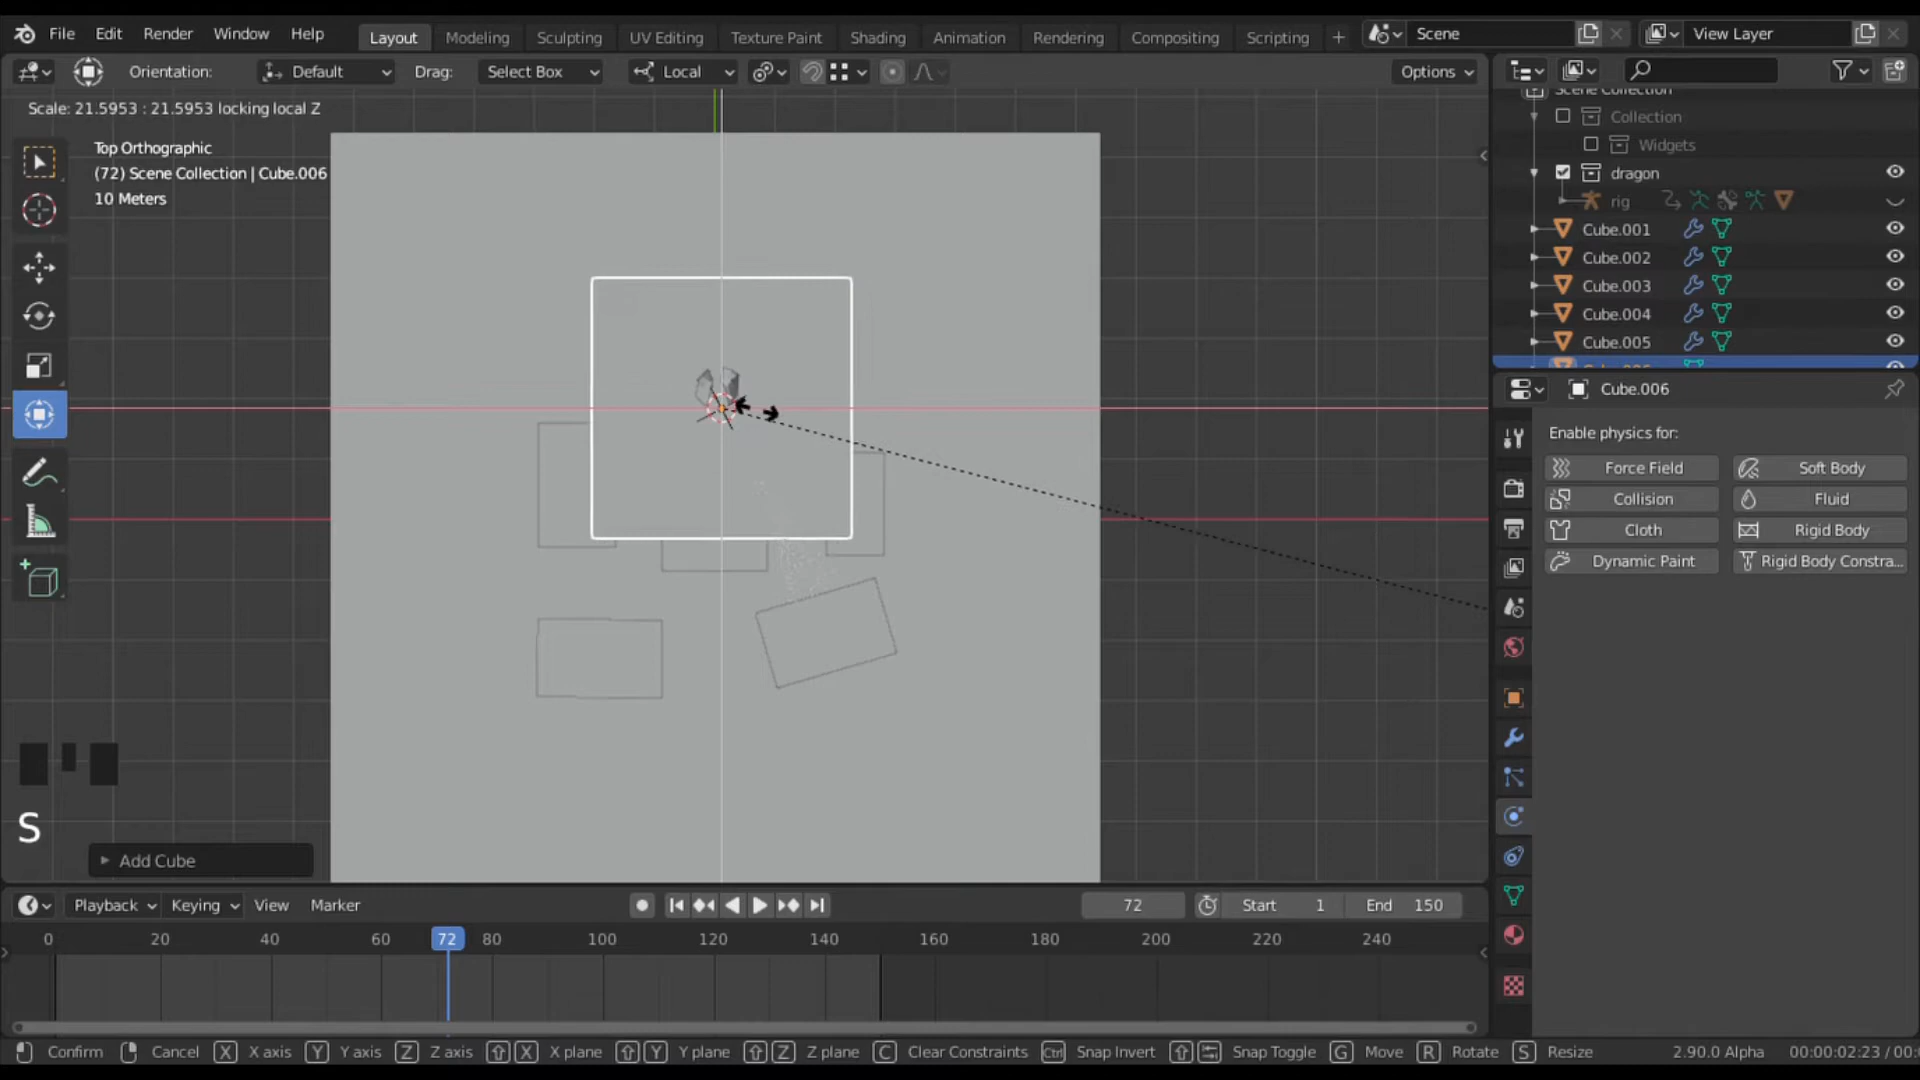 File Edit Render Window Help Layout Modeling Sculpting UV Editing Texture Paint Shading Animation Rendering Compositing Scripting + Scene View Layer
Orientation: Default Drag: Select Box Local Options
Scale: 21.5953 : 21.5953 locking local Z
Top Orthographic
(72) Scene Collection | Cube.006
10 Meters
S
Add Cube
Scene Collection
Collection
Widgets
dragon
rig
Cube.001
Cube.002
Cube.003
Cube.004
Cube.005
Cube.006
Enable physics for:
Force Field Soft Body
Collision Fluid
Cloth Rigid Body
Dynamic Paint Rigid Body Constra...
Playback Keying View Marker 72 Start 1 End 150
0 20 40 60 72 80 100 120 140 160 180 200 220 240
Confirm Cancel X X axis Y Y axis Z Z axis X X plane Y Y plane Z Z plane C Clear Constraints Ctrl Snap Invert Snap Toggle G Move R Rotate S Resize 2.90.0 Alpha 00:00:02:23 / 00: